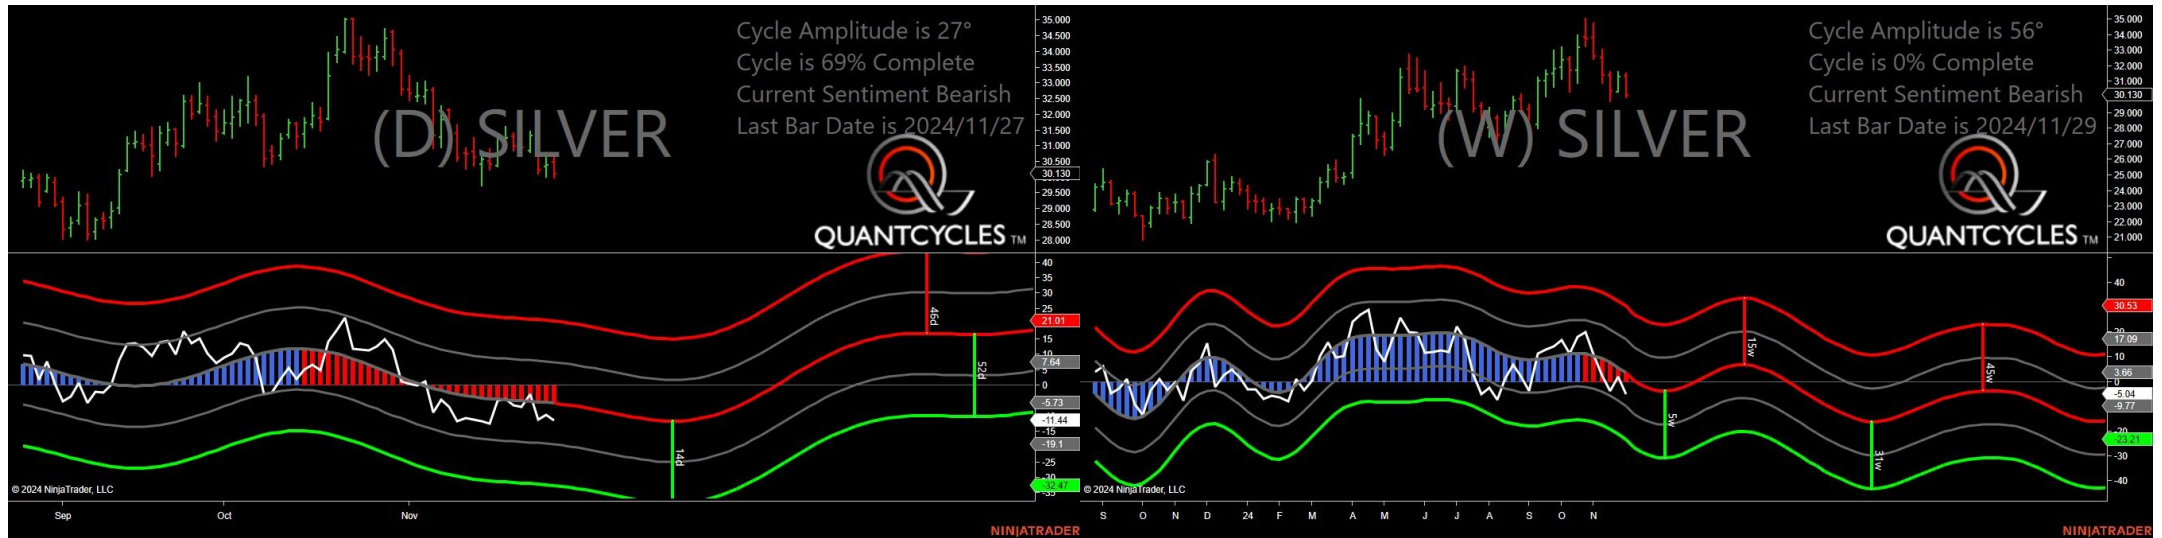 Cycle Amplitude is 27°
Cycle is 69% Complete
Current Sentiment Bearish
Last Bar Date is 2024/11/27
(D) SILVER
QUANTCYCLES TM
35.000
34.500
34.000
33.500
33.000
32.500
32.000
31.500
31.000
30.500
30.130
29.500
29.000
28.500
28.000
40
35
30
25
21.01
15
10
7.64
5
0
-5.73
-11.44
-15
-19.1
-25
-32.47
-35
46d
52d
14d
© 2024 NinjaTrader, LLC
Sep Oct Nov
NINJATRADER
Cycle Amplitude is 56°
Cycle is 0% Complete
Current Sentiment Bearish
Last Bar Date is 2024/11/29
(W) SILVER
QUANTCYCLES TM
35.000
34.000
33.000
32.000
31.000
30.130
29.000
28.000
27.000
26.000
25.000
24.000
23.000
22.000
21.000
40
30.53
20
17.09
10
3.66
0
-5.04
-9.77
-20
-23.21
-30
-40
15w
45w
5w
31w
© 2024 NinjaTrader, LLC
S O N D 24 F M A M J J A S O N
NINJATRADER